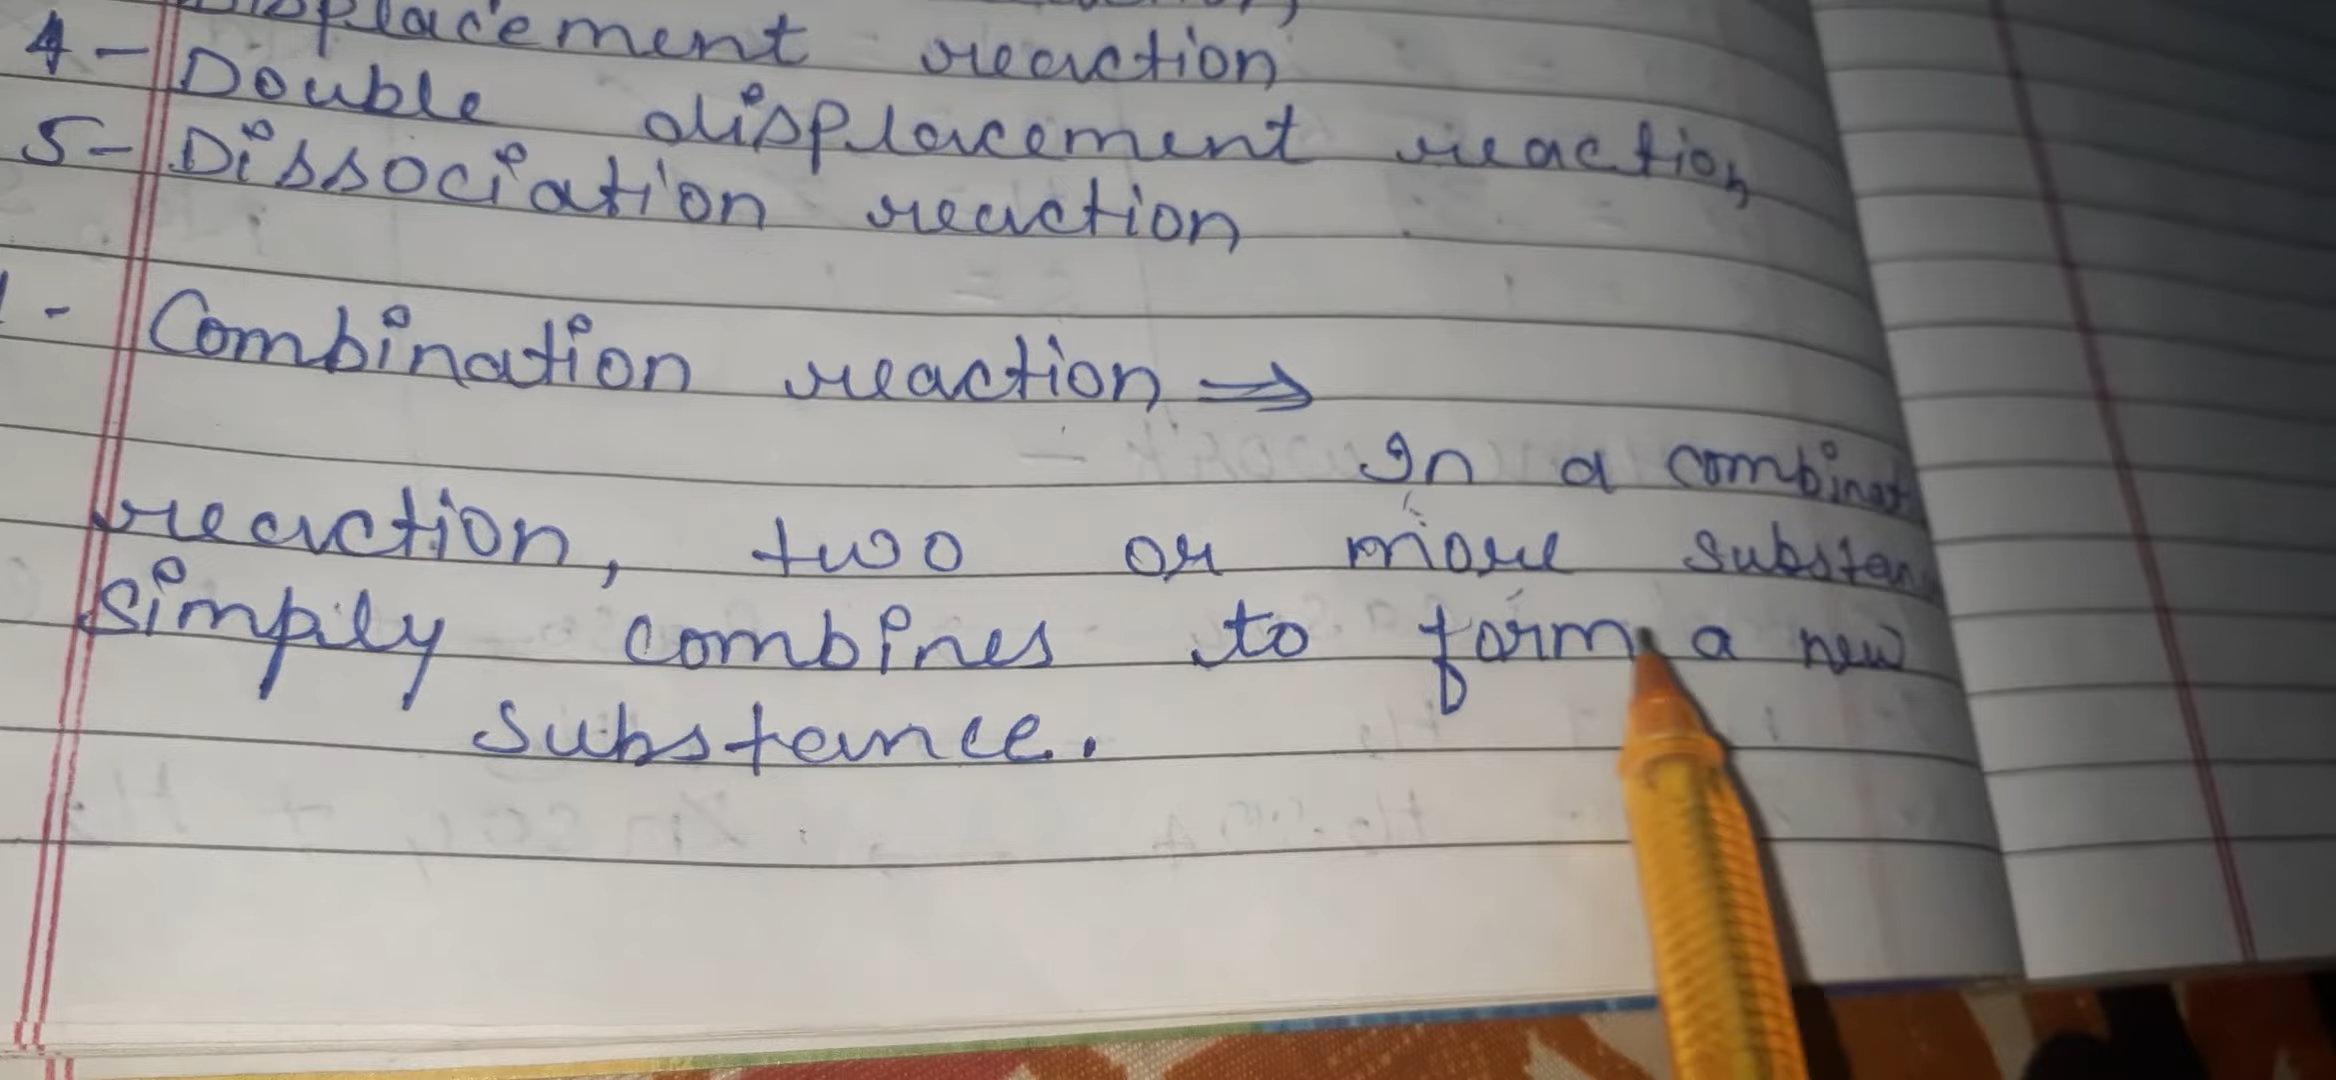 Displacement reaction
4- Double displacement reaction
5- Dissociation reaction
1- Combination reaction ⇒
In a combinat
reaction, two or more substan
simply combines to form a new
substance.